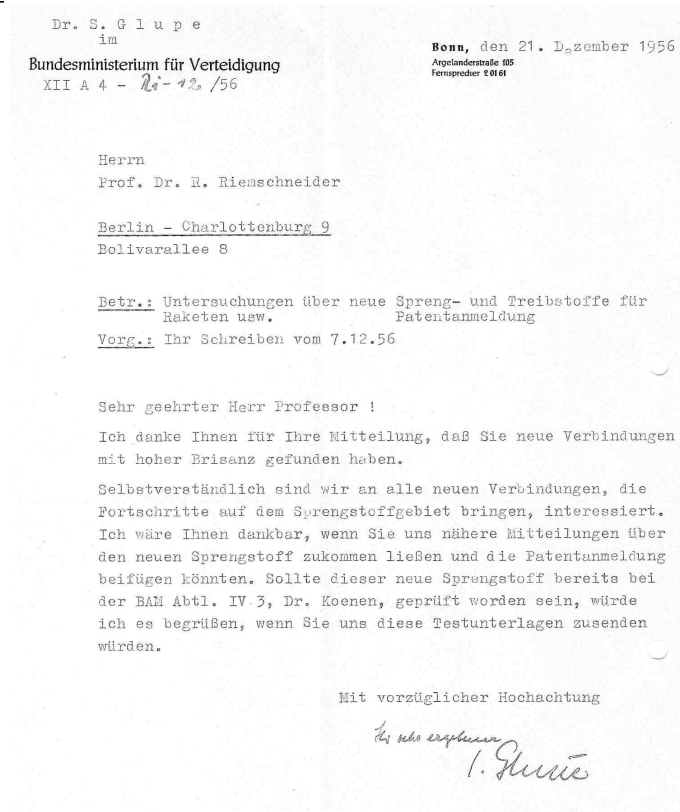 Dr. S. G l u p e
im
Bundesministerium für Verteidigung
XII A 4 - Ri-12 /56
Bonn, den 21. Dezember 1956
Argelanderstraße 105
Fernsprecher 2 01 61
Herrn
Prof. Dr. R. Riemschneider
Berlin - Charlottenburg 9
Bolivarallee 8
Betr.: Untersuchungen über neue Spreng- und Treibstoffe für
Raketen usw. Patentanmeldung
Vorg.: Ihr Schreiben vom 7.12.56
Sehr geehrter Herr Professor !
Ich danke Ihnen für Ihre Mitteilung, daß Sie neue Verbindungen
mit hoher Brisanz gefunden haben.
Selbstverständlich sind wir an alle neuen Verbindungen, die
Fortschritte auf dem Sprengstoffgebiet bringen, interessiert.
Ich wäre Ihnen dankbar, wenn Sie uns nähere Mitteilungen über
den neuen Sprengstoff zukommen ließen und die Patentanmeldung
beifügen könnten. Sollte dieser neue Sprengstoff bereits bei
der BAM Abtl. IV 3, Dr. Koenen, geprüft worden sein, würde
ich es begrüßen, wenn Sie uns diese Testunterlagen zusenden
würden.
Mit vorzüglicher Hochachtung
Ihr sehr ergebener
S. Glupe